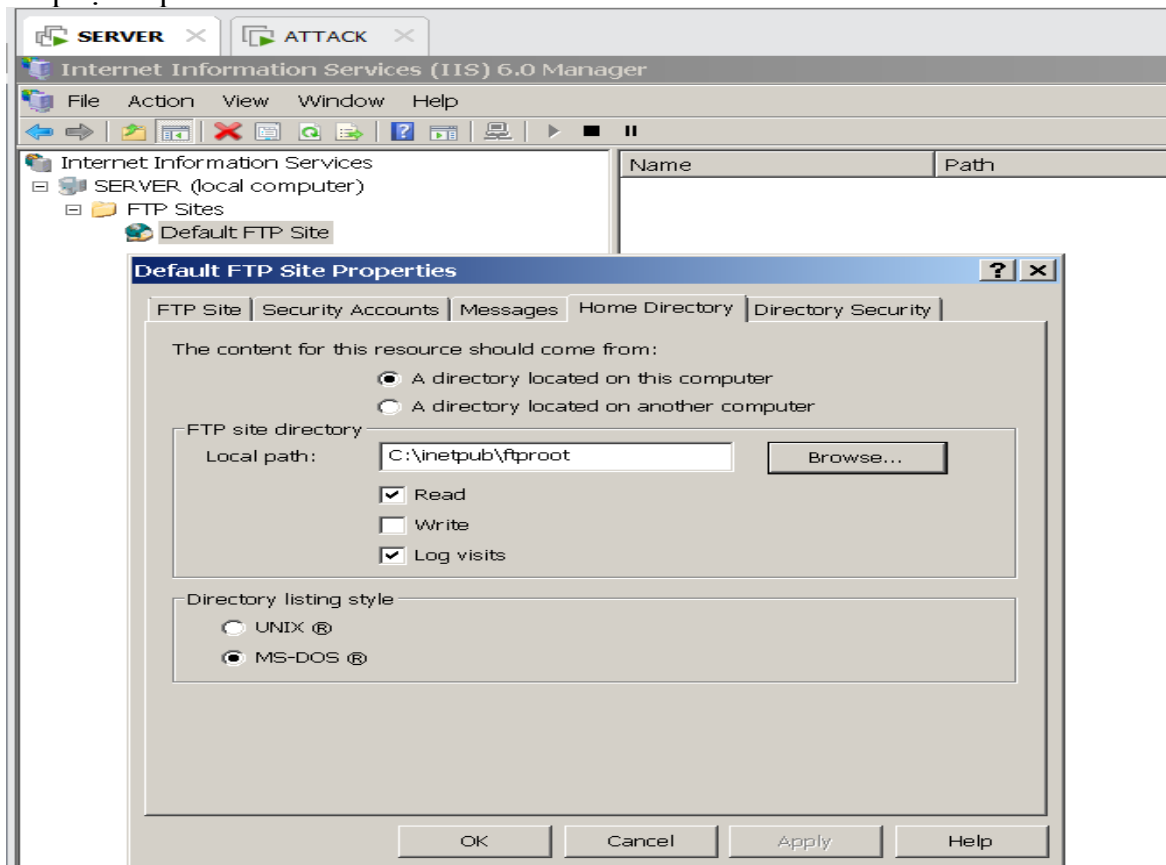 SERVER ATTACK
Internet Information Services (IIS) 6.0 Manager
File Action View Window Help
Internet Information Services
Name Path
SERVER (local computer)
FTP Sites
Default FTP Site
Default FTP Site Properties
FTP Site Security Accounts Messages Home Directory Directory Security
The content for this resource should come from:
A directory located on this computer
A directory located on another computer
FTP site directory
Local path: C:\inetpub\ftproot Browse...
Read
Write
Log visits
Directory listing style
UNIX ®
MS-DOS ®
OK Cancel Apply Help